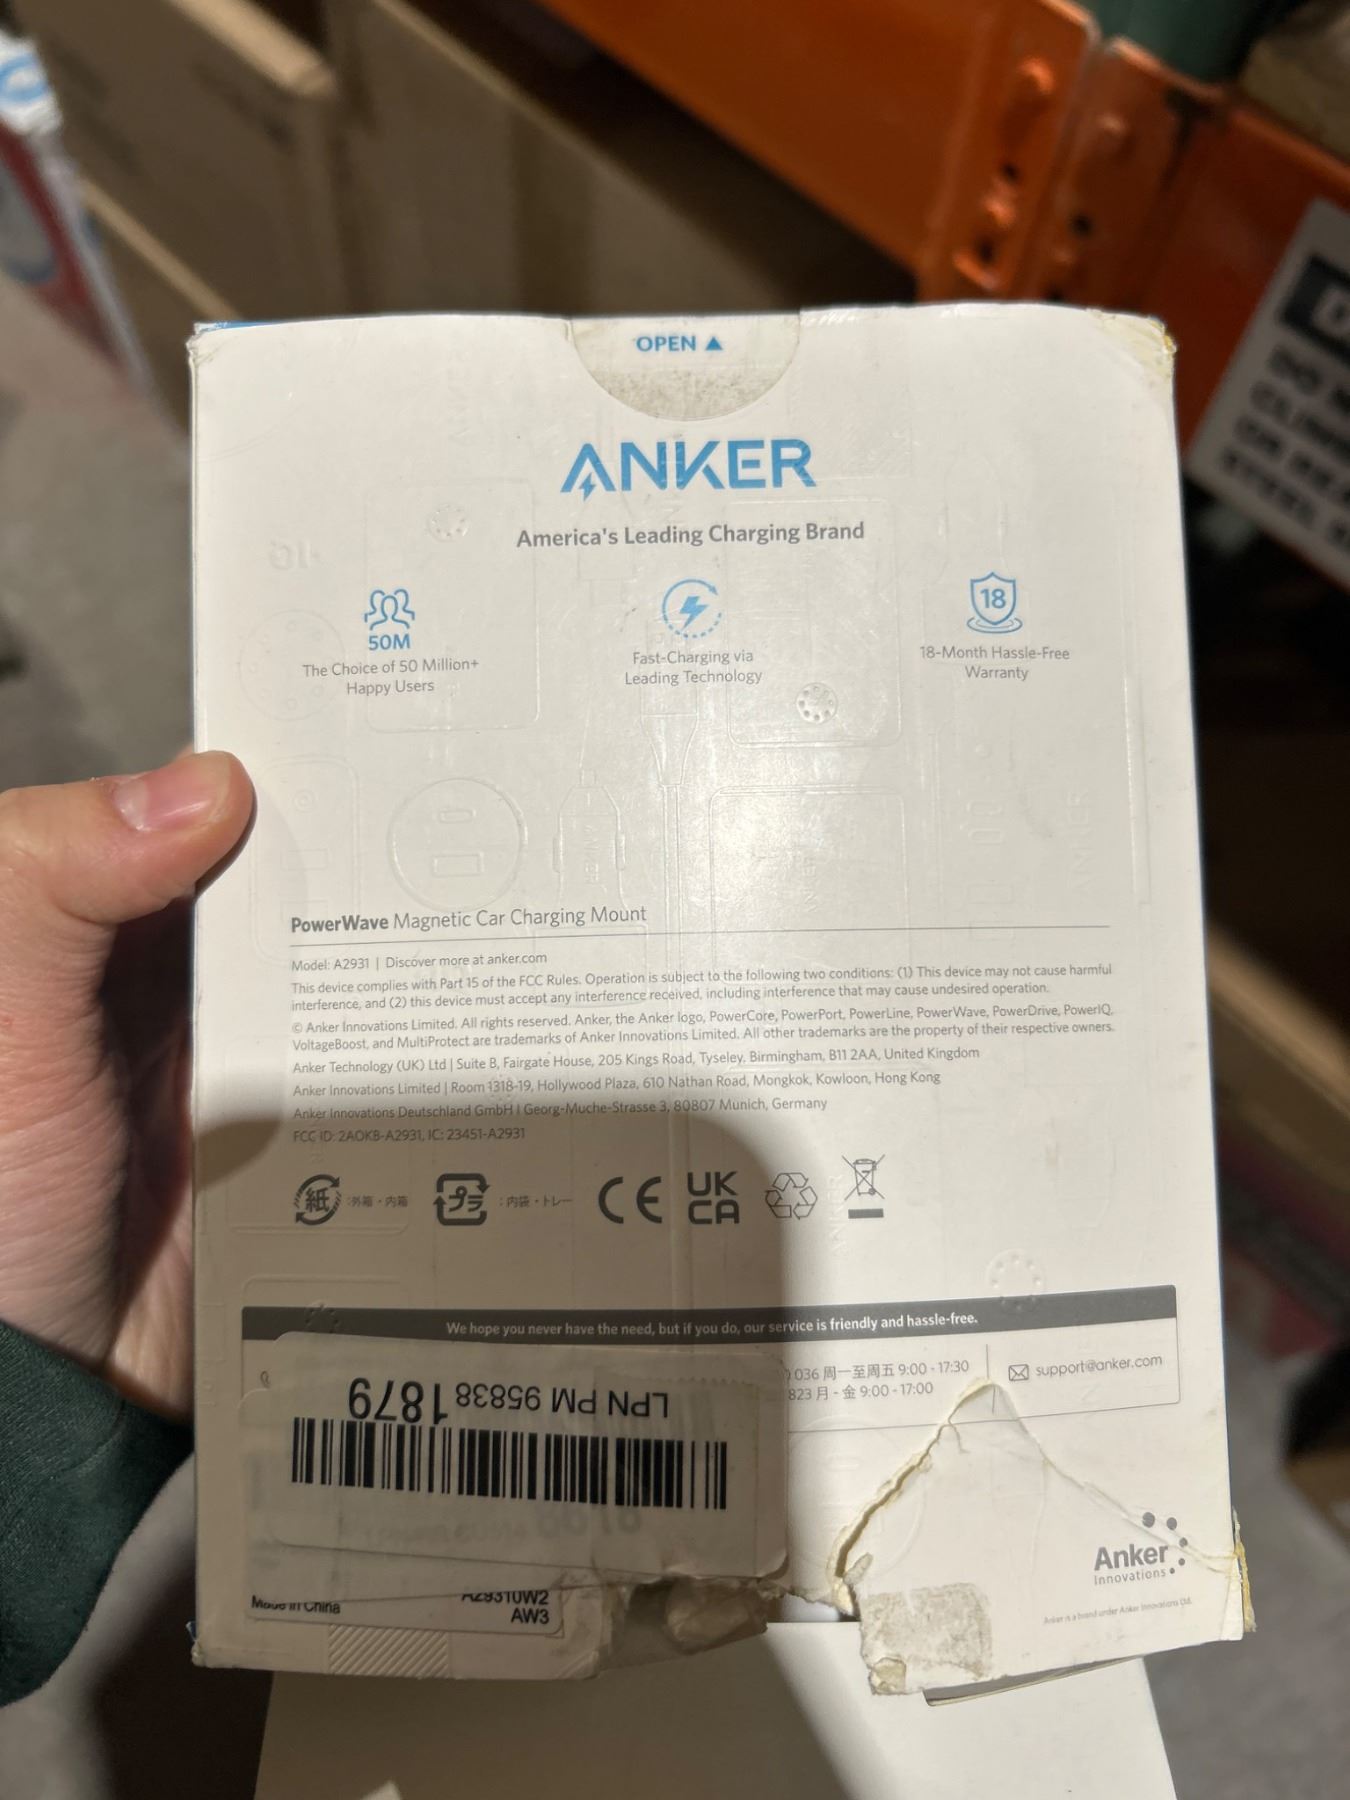 OPEN ▲
ANKER
America's Leading Charging Brand
50M
The Choice of 50 Million+
Happy Users
Fast-Charging via
Leading Technology
18
18-Month Hassle-Free
Warranty
PowerWave Magnetic Car Charging Mount
Model: A2931 | Discover more at anker.com
This device complies with Part 15 of the FCC Rules. Operation is subject to the following two conditions: (1) This device may not cause harmful
interference, and (2) this device must accept any interference received, including interference that may cause undesired operation.
© Anker Innovations Limited. All rights reserved. Anker, the Anker logo, PowerCore, PowerPort, PowerLine, PowerWave, PowerDrive, PowerIQ,
VoltageBoost, and MultiProtect are trademarks of Anker Innovations Limited. All other trademarks are the property of their respective owners.
Anker Technology (UK) Ltd | Suite B, Fairgate House, 205 Kings Road, Tyseley, Birmingham, B11 2AA, United Kingdom
Anker Innovations Limited | Room 1318-19, Hollywood Plaza, 610 Nathan Road, Mongkok, Kowloon, Hong Kong
Anker Innovations Deutschland GmbH | Georg-Muche-Strasse 3, 80807 Munich, Germany
FCC ID: 2AOKB-A2931, IC: 23451-A2931
紙 :外箱・内箱 プラ :内袋・トレー CE UK CA
We hope you never have the need, but if you do, our service is friendly and hassle-free.
036 周一至周五 9:00 - 17:30
823 月 - 金 9:00 - 17:00
support@anker.com
LPN PM 95838 1879
Made in China
A29310W2
AW3
Anker
Innovations
Anker is a brand under Anker Innovations Ltd.